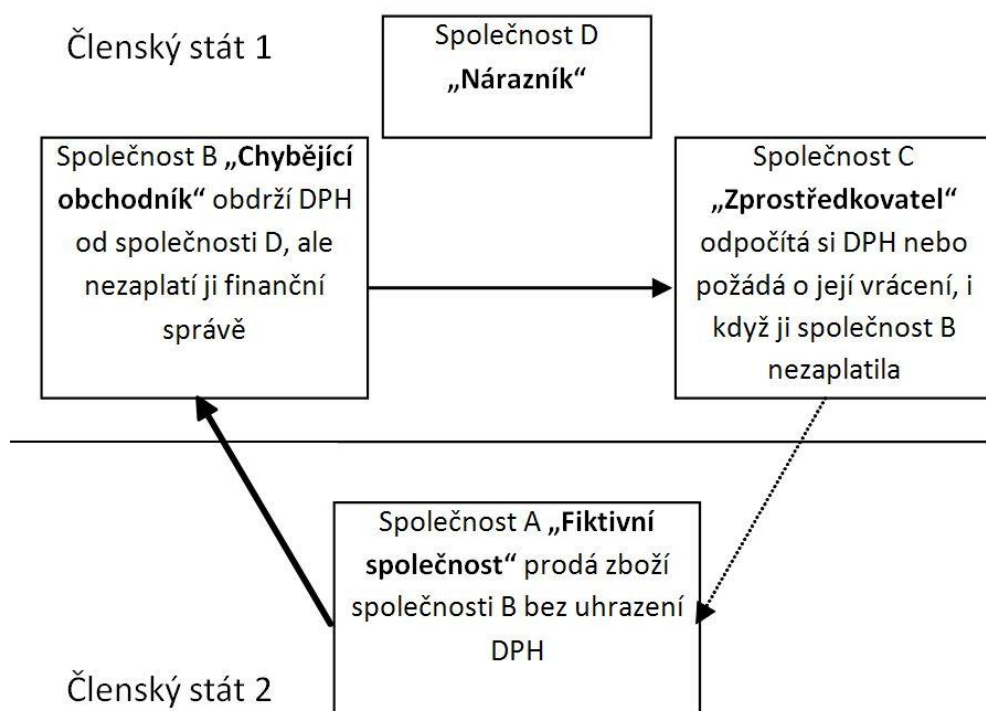 Členský stát 1
Společnost D
„Nárazník“
Společnost B „Chybějící
obchodník“ obdrží DPH
od společnosti D, ale
nezaplatí ji finanční
správě
Společnost C
„Zprostředkovatel“
odpočítá si DPH nebo
požádá o její vrácení, i
když ji společnost B
nezaplatila
Společnost A „Fiktivní
společnost“ prodá zboží
společnosti B bez uhrazení
DPH
Členský stát 2